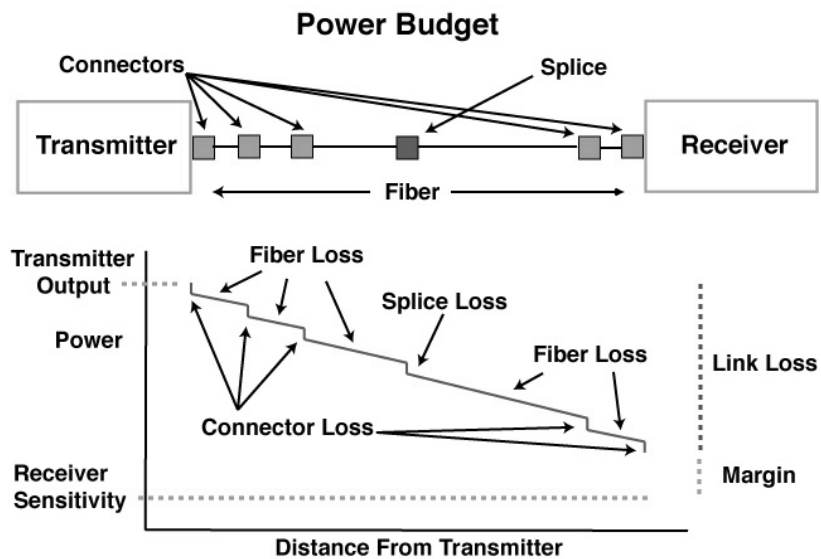 Power Budget
Connectors
Splice
Transmitter
Receiver
Fiber
Transmitter
Output
Fiber Loss
Splice Loss
Power
Fiber Loss
Link Loss
Connector Loss
Receiver
Sensitivity
Margin
Distance From Transmitter